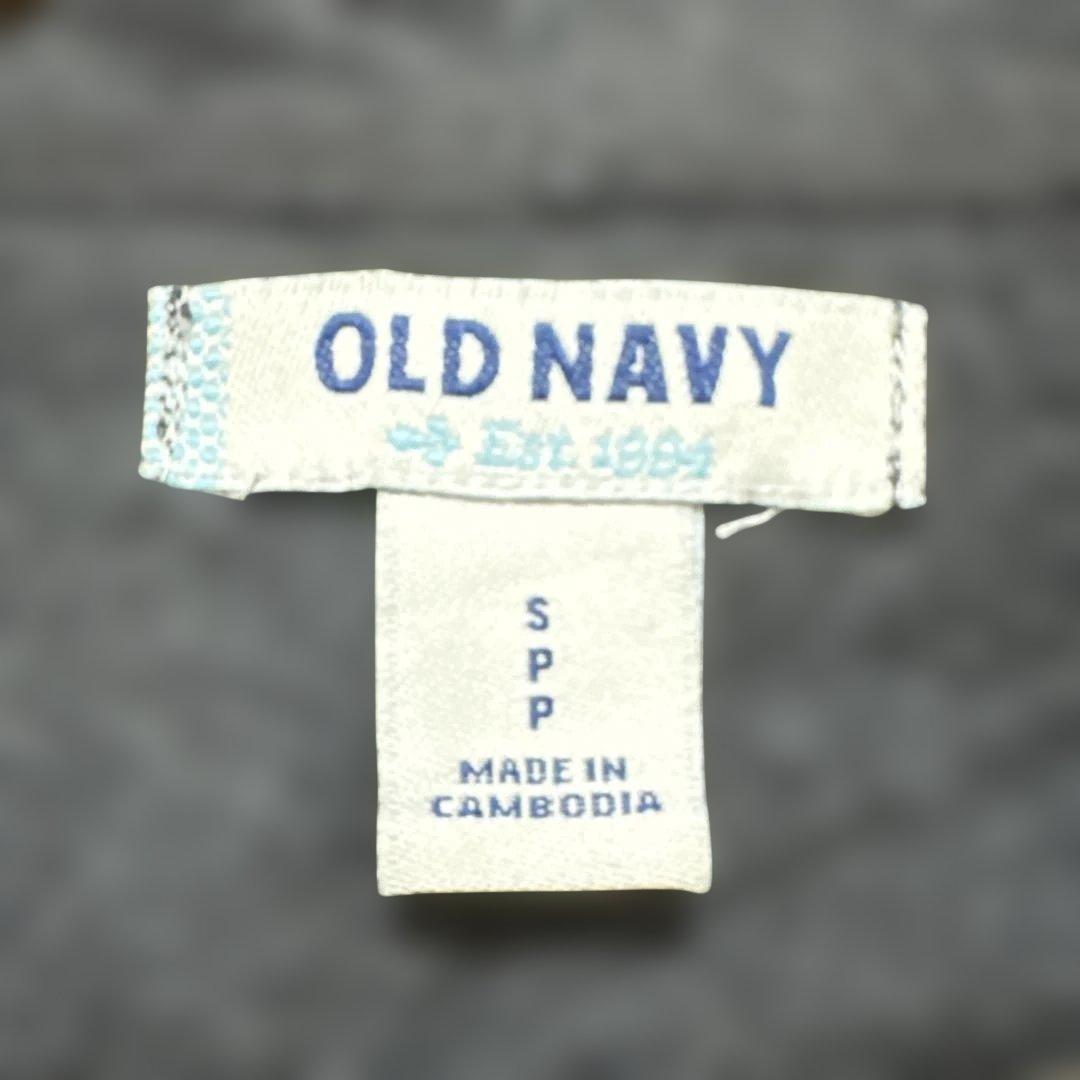 OLD NAVY
Est 1994
S
P
P
MADE IN
CAMBODIA